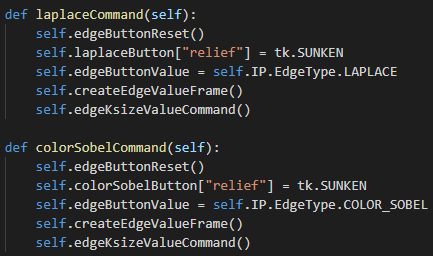 def laplaceCommand(self):
    self.edgeButtonReset()
    self.laplaceButton["relief"] = tk.SUNKEN
    self.edgeButtonValue = self.IP.EdgeType.LAPLACE
    self.createEdgeValueFrame()
    self.edgeKsizeValueCommand()

def colorSobelCommand(self):
    self.edgeButtonReset()
    self.colorSobelButton["relief"] = tk.SUNKEN
    self.edgeButtonValue = self.IP.EdgeType.COLOR_SOBEL
    self.createEdgeValueFrame()
    self.edgeKsizeValueCommand()